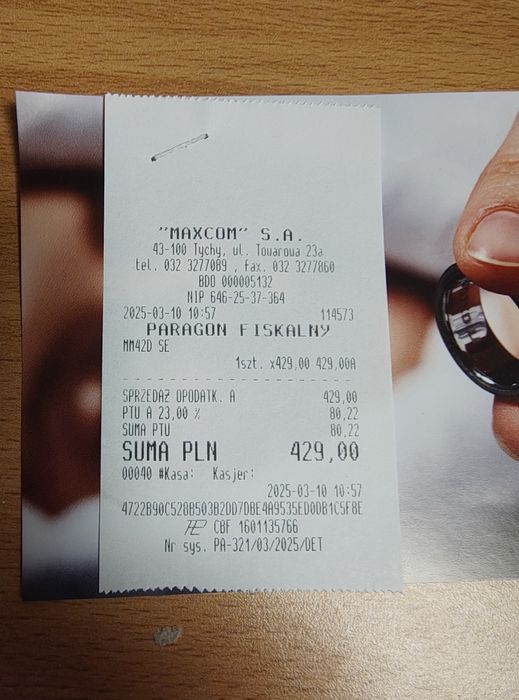 "MAXCOM" S.A.
43-100 Tychy, ul. Towarowa 23a
tel. 032 3277089 , fax. 032 3277860
BDO 000005132
NIP 646-25-37-364
2025-03-10 10:57 114573
PARAGON FISKALNY
MM42D SE
1szt. x429,00 429,00A
SPRZEDAŻ OPODATK. A 429,00
PTU A 23,00 % 80,22
SUMA PTU 80,22
SUMA PLN 429,00
00040 #Kasa: Kasjer:
2025-03-10 10:57
4722B90C528B503B2DD7DBE4A9535ED0DB1C5F8E
CBF 1601135766
Nr sys. PA-321/03/2025/DET